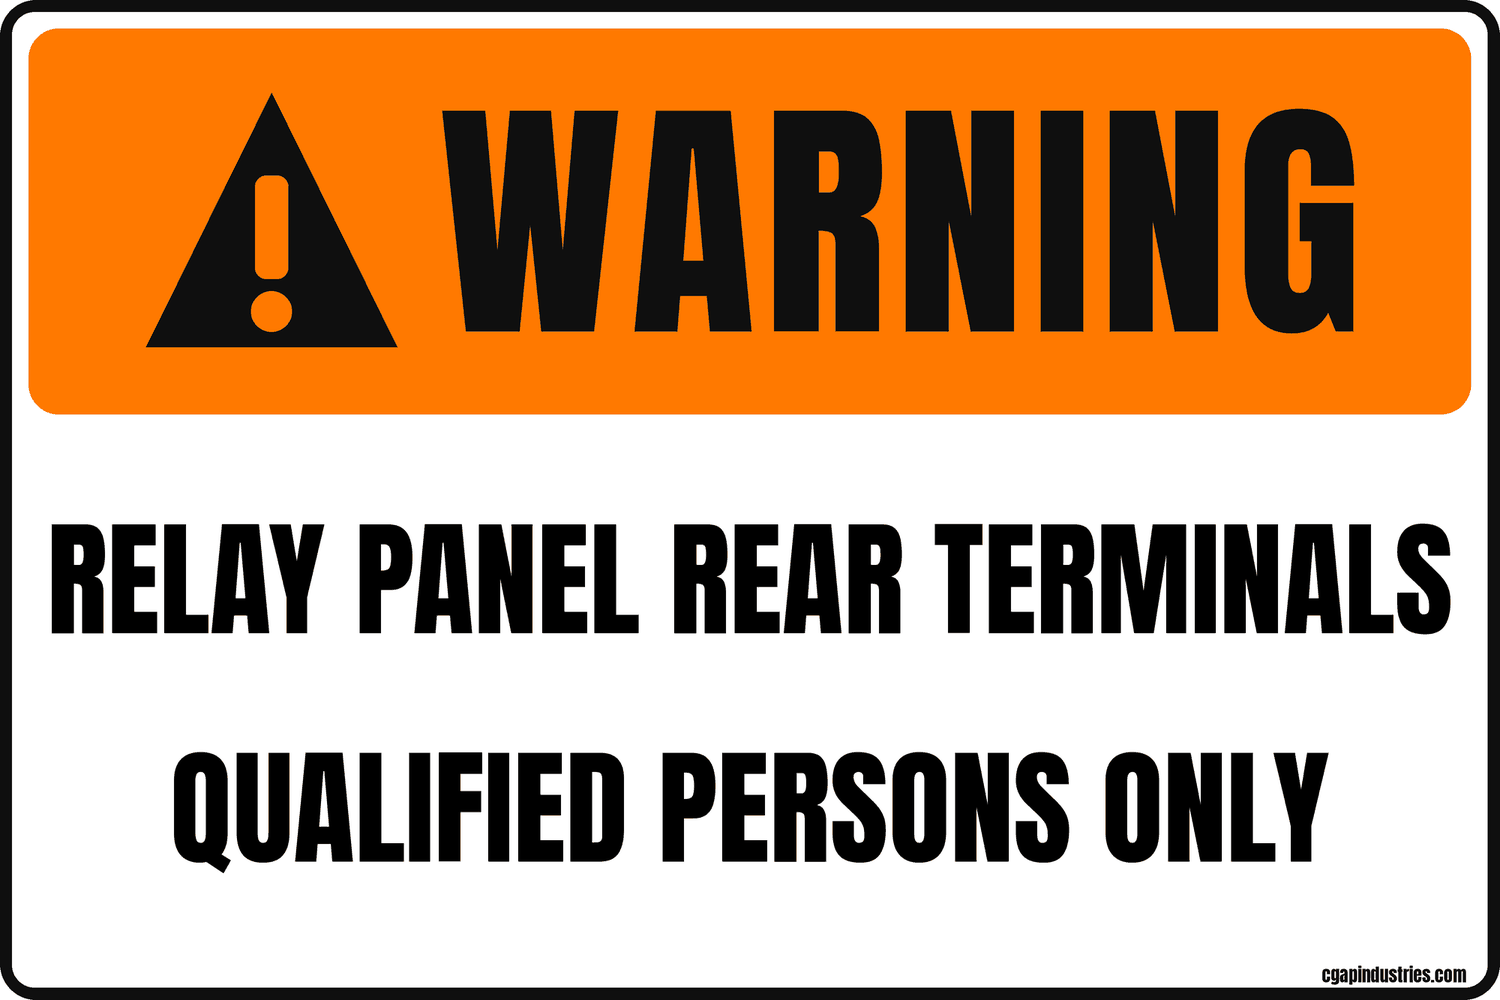 WARNING
RELAY PANEL REAR TERMINALS
QUALIFIED PERSONS ONLY
cgapindustries.com